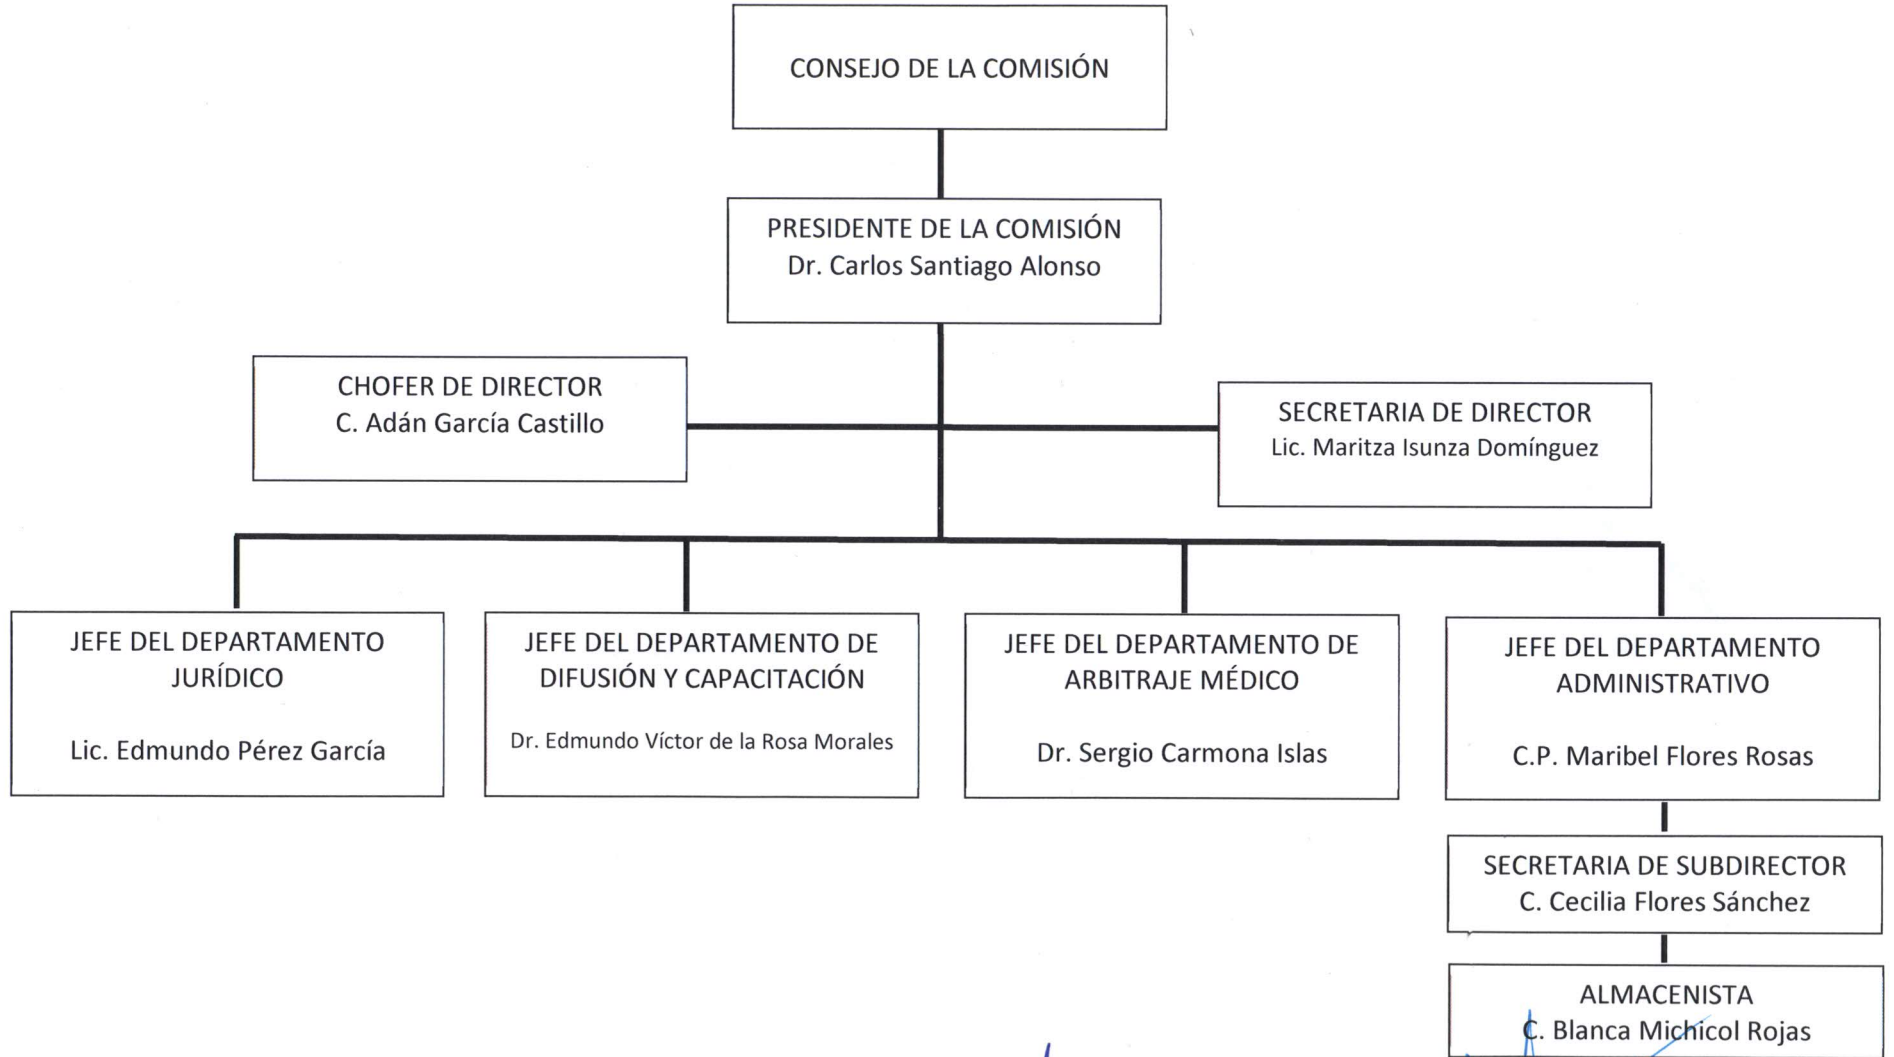 CONSEJO DE LA COMISIÓN
PRESIDENTE DE LA COMISIÓN
Dr. Carlos Santiago Alonso
CHOFER DE DIRECTOR
C. Adán García Castillo
SECRETARIA DE DIRECTOR
Lic. Maritza Isunza Domínguez
JEFE DEL DEPARTAMENTO
JURÍDICO
Lic. Edmundo Pérez García
JEFE DEL DEPARTAMENTO DE
DIFUSIÓN Y CAPACITACIÓN
Dr. Edmundo Víctor de la Rosa Morales
JEFE DEL DEPARTAMENTO DE
ARBITRAJE MÉDICO
Dr. Sergio Carmona Islas
JEFE DEL DEPARTAMENTO
ADMINISTRATIVO
C.P. Maribel Flores Rosas
SECRETARIA DE SUBDIRECTOR
C. Cecilia Flores Sánchez
ALMACENISTA
C. Blanca Michicol Rojas